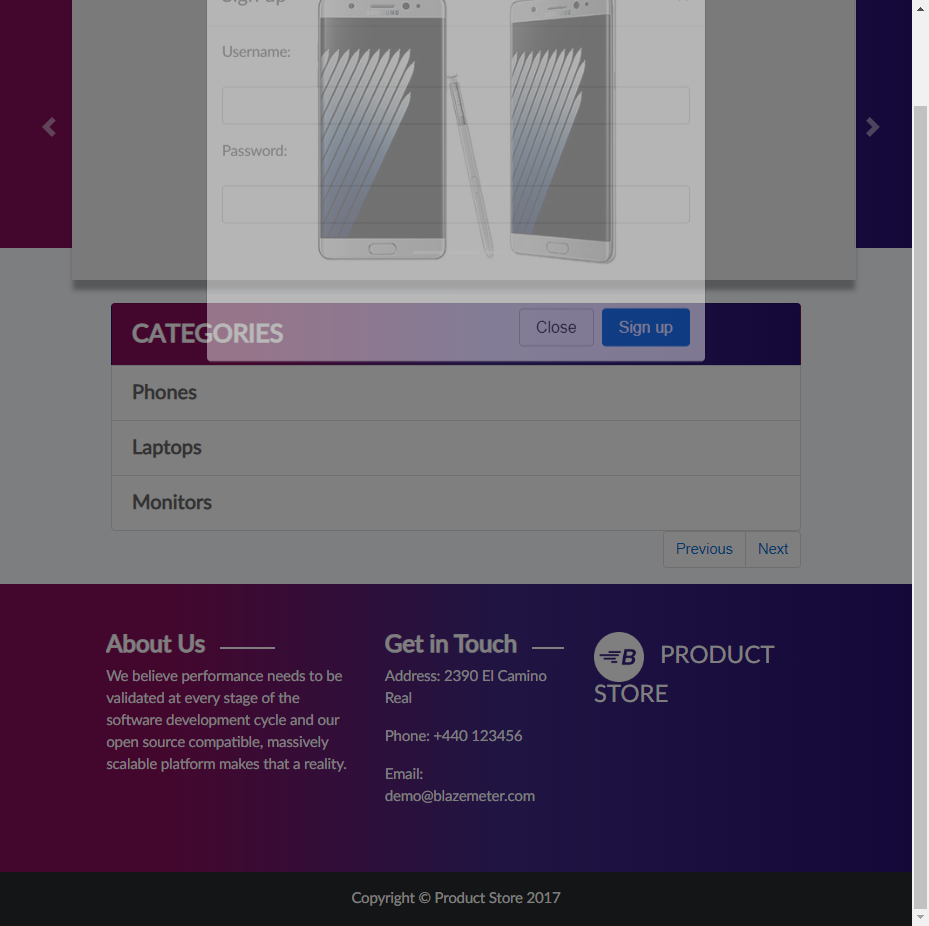 Sign up
Username:
Password:
SAMSUNG
CATEGORIES
Close
Sign up
Phones
Laptops
Monitors
Previous
Next
About Us
We believe performance needs to be
validated at every stage of the
software development cycle and our
open source compatible, massively
scalable platform makes that a reality.
Get in Touch
Address: 2390 El Camino
Real
Phone: +440 123456
Email:
demo@blazemeter.com
B PRODUCT
STORE
Copyright © Product Store 2017